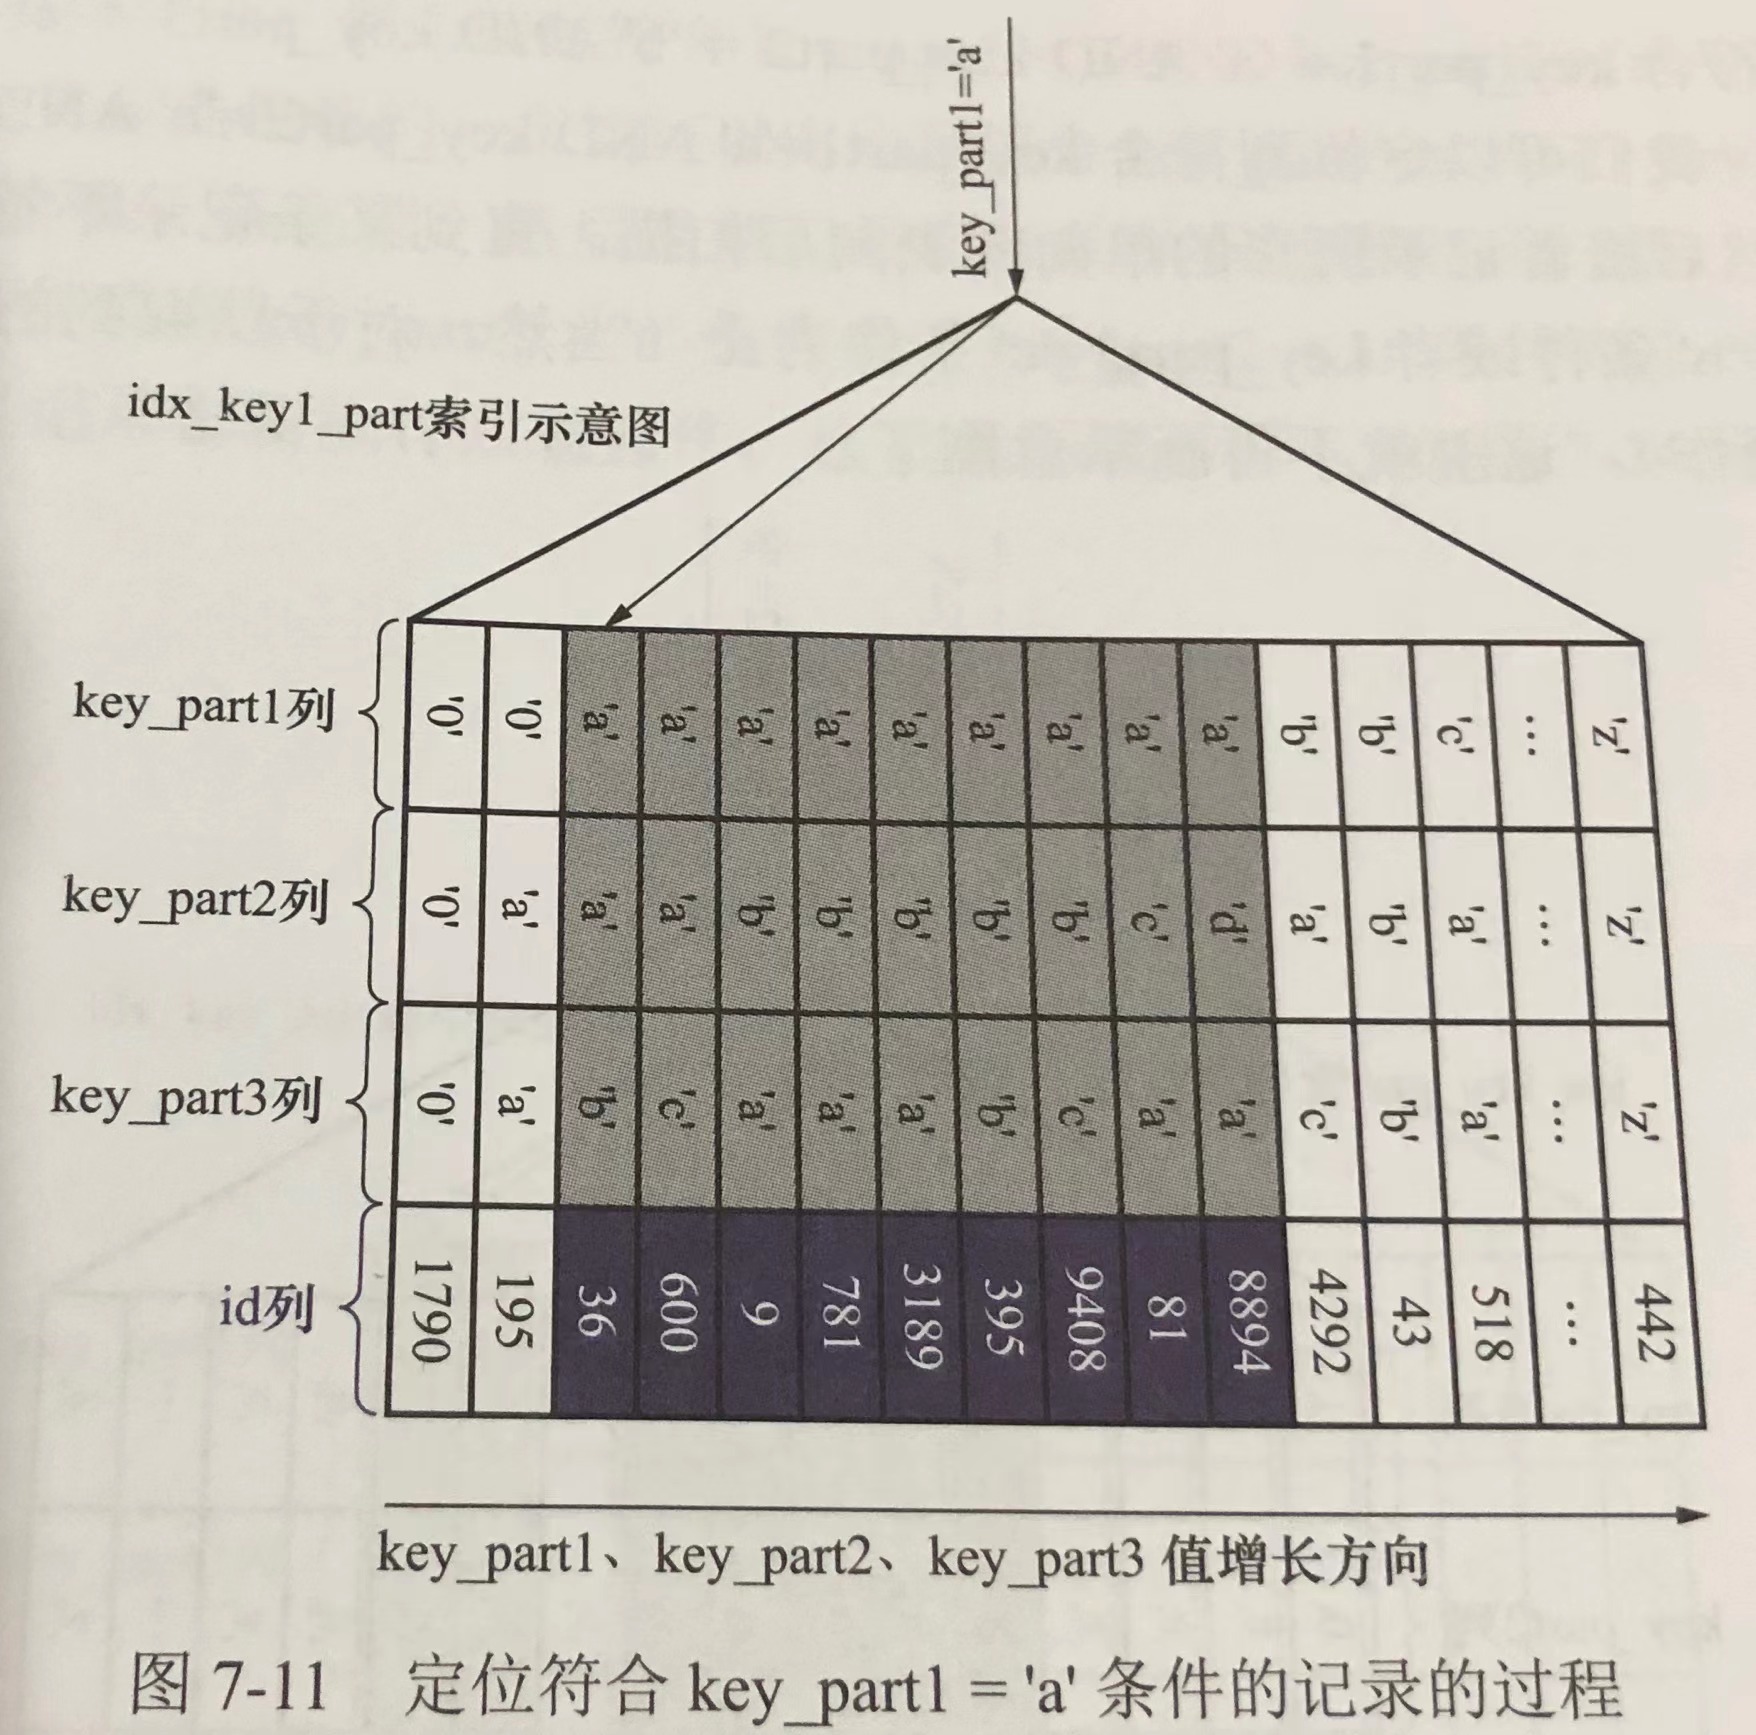 key_part1='a'
idx_key1_part索引示意图
key_part1列 '0' '0' 'a' 'a' 'a' 'a' 'a' 'a' 'a' 'a' 'a' 'b' 'b' 'c' … 'z'
key_part2列 '0' 'a' 'a' 'a' 'b' 'b' 'b' 'b' 'b' 'c' 'd' 'a' 'b' 'a' … 'z'
key_part3列 '0' 'a' 'b' 'c' 'a' 'a' 'a' 'b' 'c' 'a' 'a' 'c' 'b' 'a' … 'z'
id列 1790 195 36 600 9 781 3189 395 9408 81 8894 4292 43 518 … 442
key_part1、key_part2、key_part3 值增长方向
图 7-11 定位符合 key_part1 = 'a' 条件的记录的过程